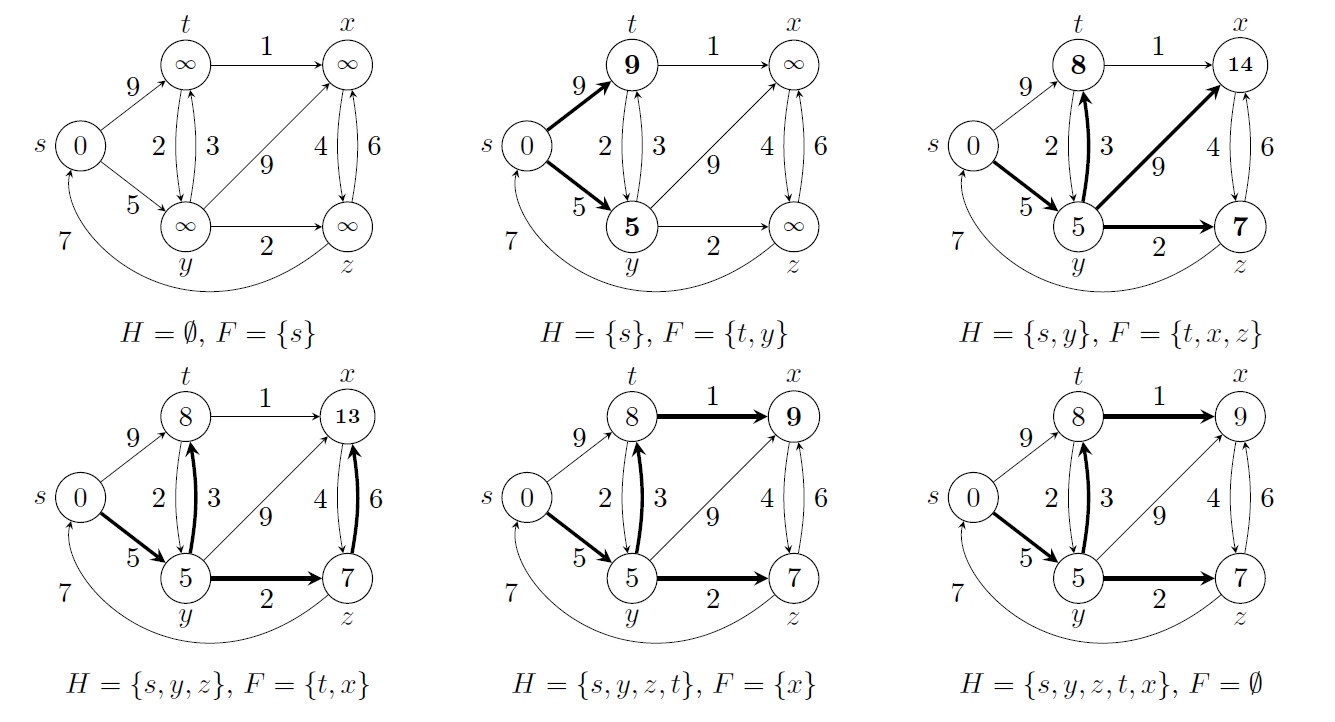 t x t x t x
1 1 1
∞ ∞ 9 ∞ 8 14
9 9 9
s 0 2 3 4 6 s 0 2 3 4 6 s 0 2 3 4 6
9 9 9
5 5 5
7 ∞ 2 ∞ 7 5 2 ∞ 7 5 2 7
y z y z y z
H = ∅, F = {s} H = {s}, F = {t, y} H = {s, y}, F = {t, x, z}
t x t x t x
1 1 1
8 13 8 9 8 9
9 9 9
s 0 2 3 4 6 s 0 2 3 4 6 s 0 2 3 4 6
9 9 9
5 5 5
7 5 2 7 7 5 2 7 7 5 2 7
y z y z y z
H = {s, y, z}, F = {t, x} H = {s, y, z, t}, F = {x} H = {s, y, z, t, x}, F = ∅